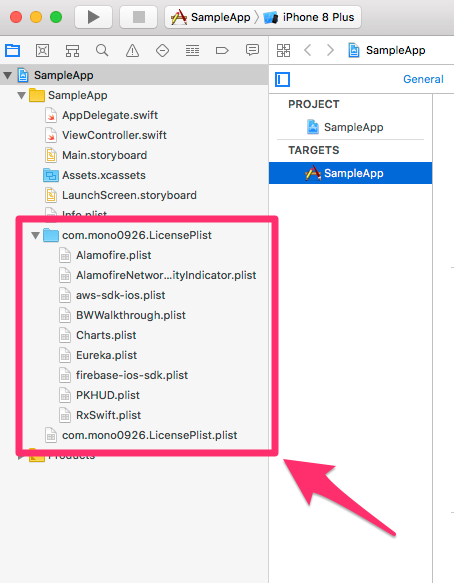 SampleApp
iPhone 8 Plus
SampleApp
SampleApp
General
SampleApp
AppDelegate.swift
ViewController.swift
Main.storyboard
Assets.xcassets
LaunchScreen.storyboard
Info.plist
com.mono0926.LicensePlist
Alamofire.plist
AlamofireNetwor...ityIndicator.plist
aws-sdk-ios.plist
BWWalkthrough.plist
Charts.plist
Eureka.plist
firebase-ios-sdk.plist
PKHUD.plist
RxSwift.plist
com.mono0926.LicensePlist.plist
Products
PROJECT
SampleApp
TARGETS
SampleApp